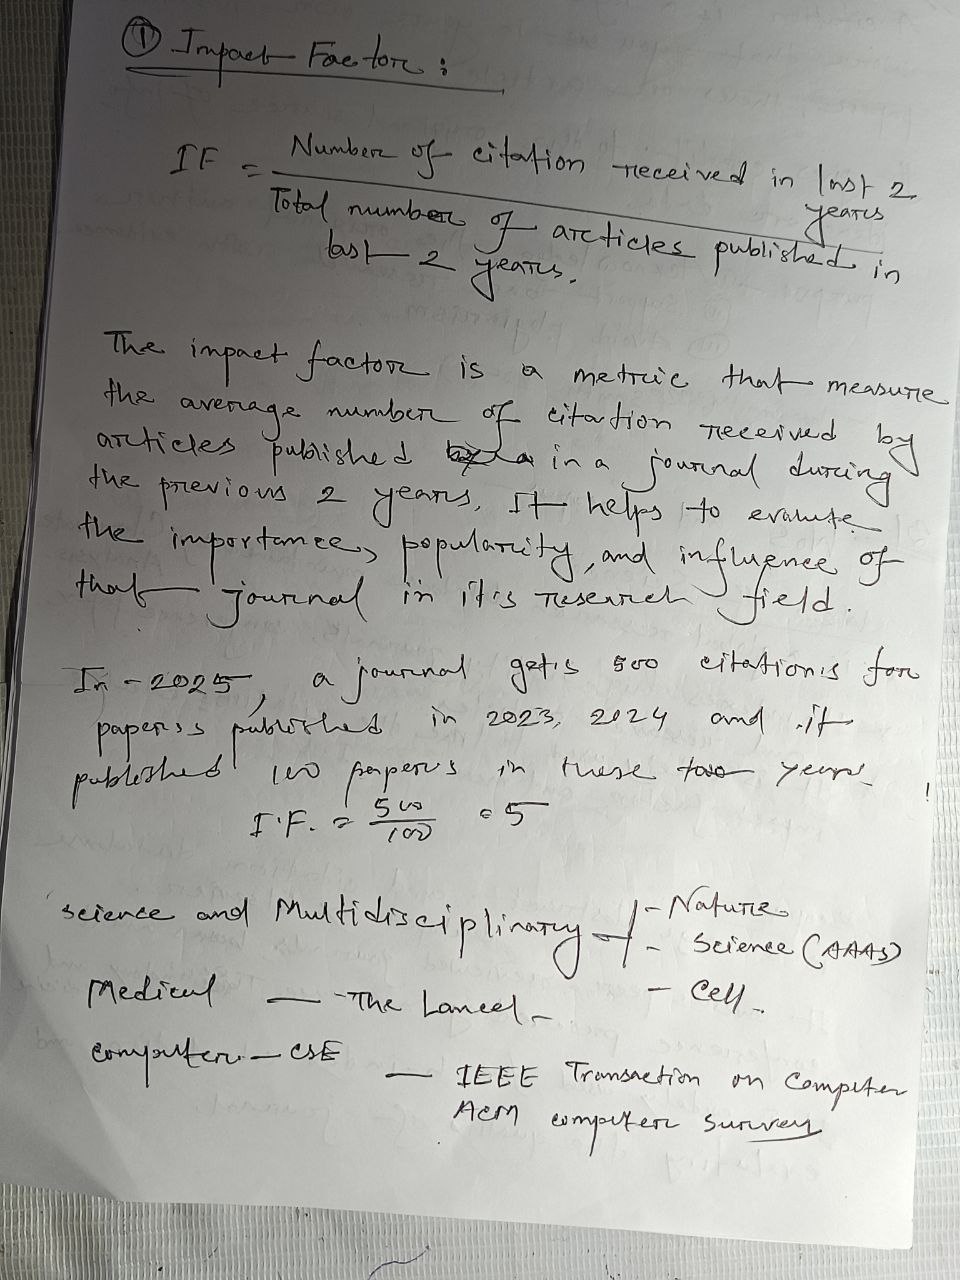 ① Impact Factor :
IF = Number of citation received in last 2 years
Total number of articles published in
last 2 years.
The impact factor is a metric that measure
the average number of citation received by
articles published in a journal during
the previous 2 years. It helps to evalute
the importance, popularity, and influence of
that journal in it's research field.
In - 2025, a journal gets 500 citations for
papers published in 2023, 2024 and it
published 100 papers in these two years
I.F. = 500/100 = 5
science and Multidisciplinary - Nature
- Science (AAAS)
- Cell
Medical — The Lancel
computer — CSE
— IEEE Transaction on Computer
ACM computer Survey